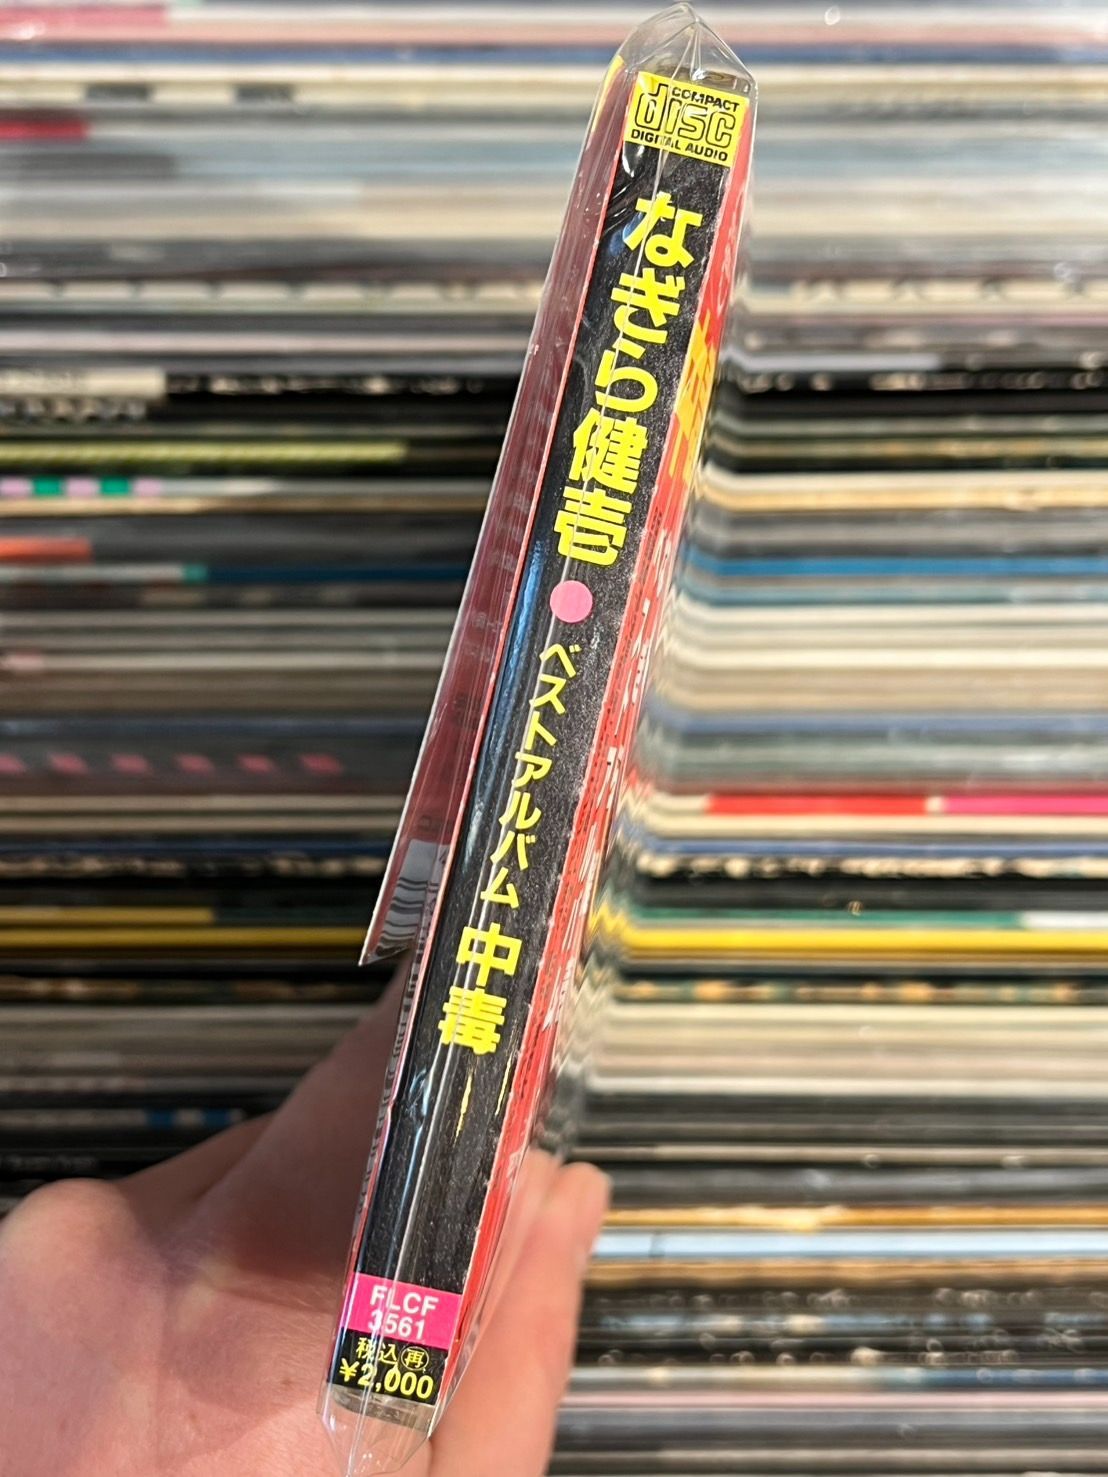 COMPACT
disc
DIGITAL AUDIO
なぎら健壱
ベストアルバム 中毒
FLCF
3561
税込再
¥2,000